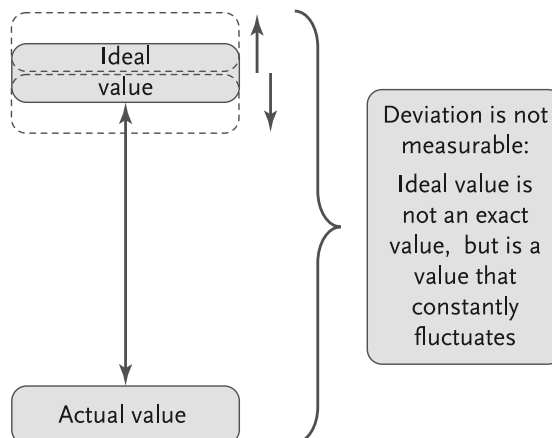 Ideal
value
Deviation is not
measurable:
Ideal value is
not an exact
value, but is a
value that
constantly
fluctuates
Actual value